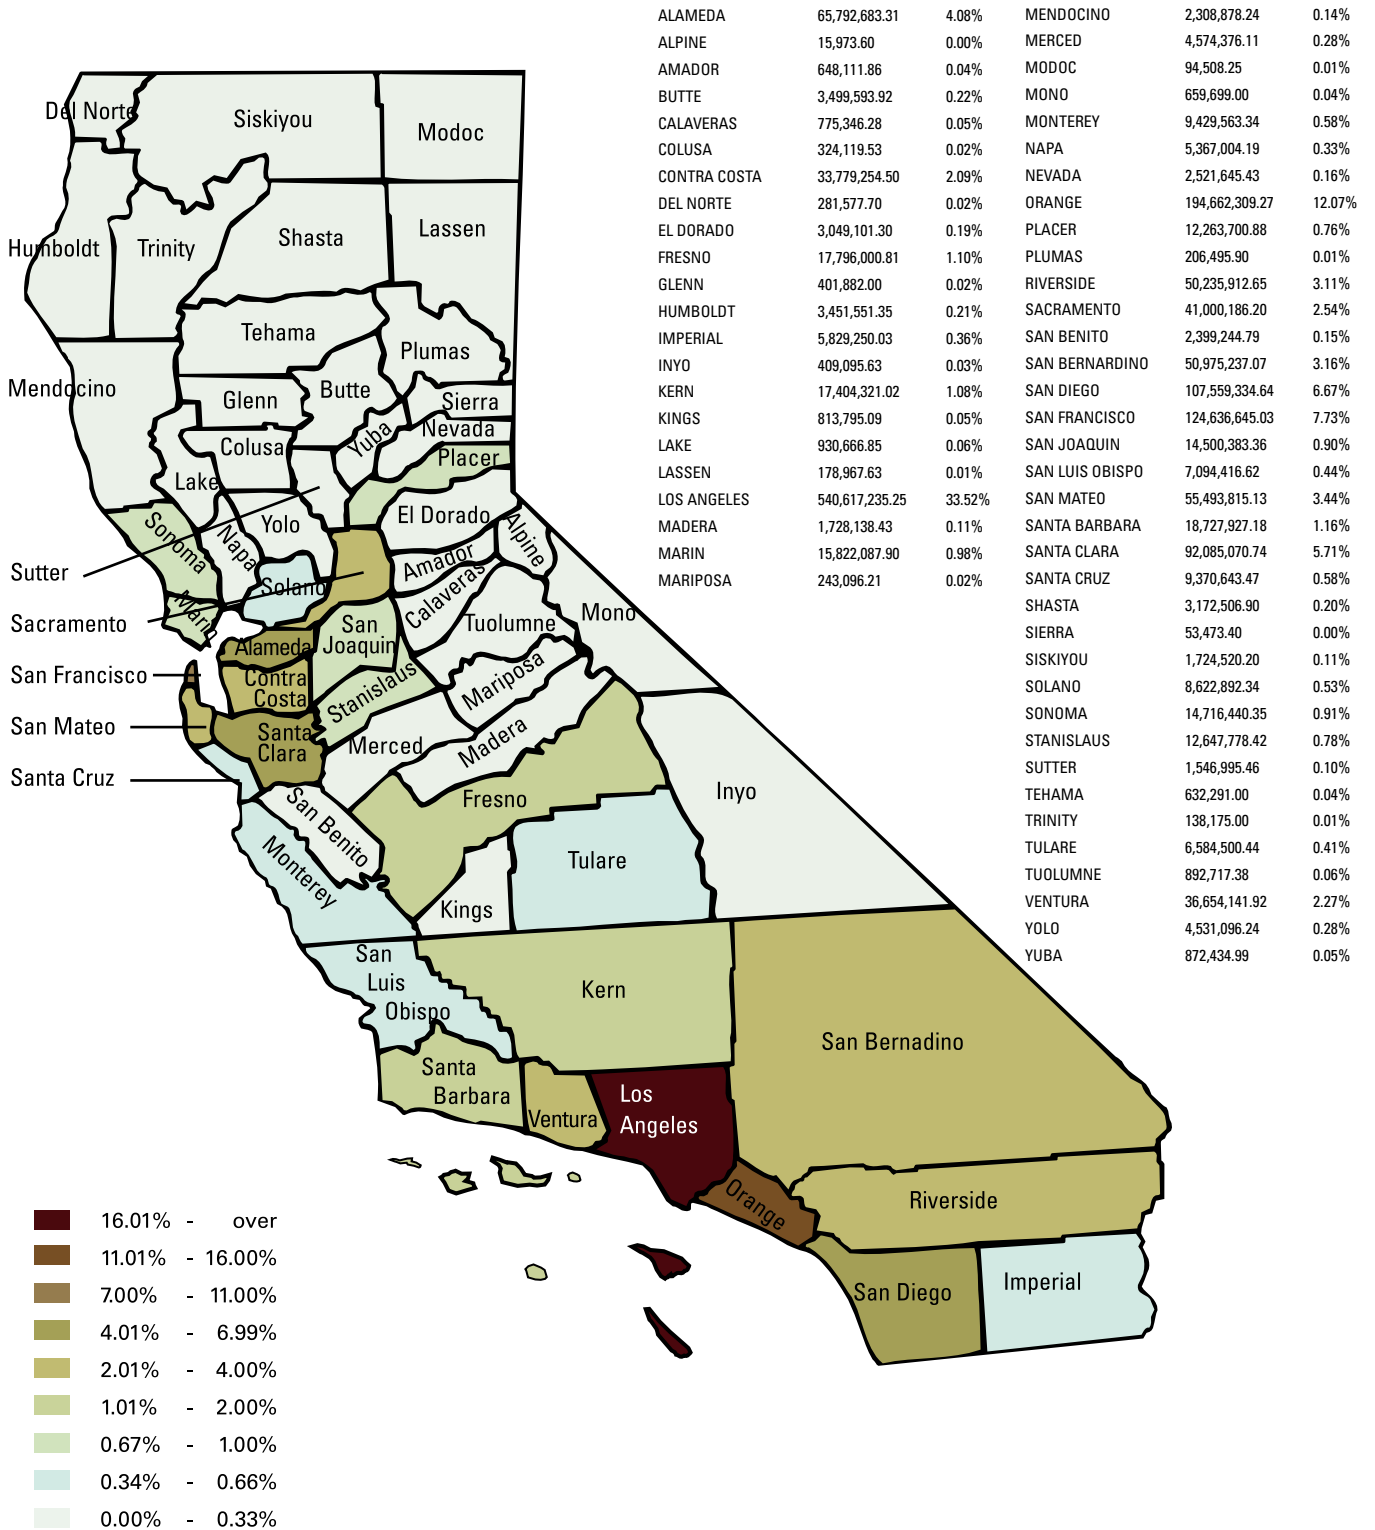 ALAMEDA 65,792,683.31 4.08%
ALPINE 15,973.60 0.00%
AMADOR 648,111.86 0.04%
BUTTE 3,499,593.92 0.22%
CALAVERAS 775,346.28 0.05%
COLUSA 324,119.53 0.02%
CONTRA COSTA 33,779,254.50 2.09%
DEL NORTE 281,577.70 0.02%
EL DORADO 3,049,101.30 0.19%
FRESNO 17,796,000.81 1.10%
GLENN 401,882.00 0.02%
HUMBOLDT 3,451,551.35 0.21%
IMPERIAL 5,829,250.03 0.36%
INYO 409,095.63 0.03%
KERN 17,404,321.02 1.08%
KINGS 813,795.09 0.05%
LAKE 930,666.85 0.06%
LASSEN 178,967.63 0.01%
LOS ANGELES 540,617,235.25 33.52%
MADERA 1,728,138.43 0.11%
MARIN 15,822,087.90 0.98%
MARIPOSA 243,096.21 0.02%
MENDOCINO 2,308,878.24 0.14%
MERCED 4,574,376.11 0.28%
MODOC 94,508.25 0.01%
MONO 659,699.00 0.04%
MONTEREY 9,429,563.34 0.58%
NAPA 5,367,004.19 0.33%
NEVADA 2,521,645.43 0.16%
ORANGE 194,662,309.27 12.07%
PLACER 12,263,700.88 0.76%
PLUMAS 206,495.90 0.01%
RIVERSIDE 50,235,912.65 3.11%
SACRAMENTO 41,000,186.20 2.54%
SAN BENITO 2,399,244.79 0.15%
SAN BERNARDINO 50,975,237.07 3.16%
SAN DIEGO 107,559,334.64 6.67%
SAN FRANCISCO 124,636,645.03 7.73%
SAN JOAQUIN 14,500,383.36 0.90%
SAN LUIS OBISPO 7,094,416.62 0.44%
SAN MATEO 55,493,815.13 3.44%
SANTA BARBARA 18,727,927.18 1.16%
SANTA CLARA 92,085,070.74 5.71%
SANTA CRUZ 9,370,643.47 0.58%
SHASTA 3,172,506.90 0.20%
SIERRA 53,473.40 0.00%
SISKIYOU 1,724,520.20 0.11%
SOLANO 8,622,892.34 0.53%
SONOMA 14,716,440.35 0.91%
STANISLAUS 12,647,778.42 0.78%
SUTTER 1,546,995.46 0.10%
TEHAMA 632,291.00 0.04%
TRINITY 138,175.00 0.01%
TULARE 6,584,500.44 0.41%
TUOLUMNE 892,717.38 0.06%
VENTURA 36,654,141.92 2.27%
YOLO 4,531,096.24 0.28%
YUBA 872,434.99 0.05%
Del Norte
Siskiyou
Modoc
Humboldt
Trinity
Shasta
Lassen
Tehama
Plumas
Mendocino
Glenn
Butte
Sierra
Nevada
Yuba
Colusa
Placer
Lake
Yolo
El Dorado
Alpine
Sonoma
Napa
Amador
Sutter
Solano
Calaveras
Marin
Mono
Sacramento
San
Joaquin
Tuolumne
Alameda
San Francisco
Contra
Costa
Stanislaus
Mariposa
San Mateo
Santa
Clara
Merced
Madera
Santa Cruz
Fresno
Inyo
San Benito
Monterey
Tulare
Kings
San
Luis
Obispo
Kern
San Bernadino
Santa
Barbara
Ventura
Los
Angeles
Orange
Riverside
San Diego
Imperial
16.01% - over
11.01% - 16.00%
7.00% - 11.00%
4.01% - 6.99%
2.01% - 4.00%
1.01% - 2.00%
0.67% - 1.00%
0.34% - 0.66%
0.00% - 0.33%